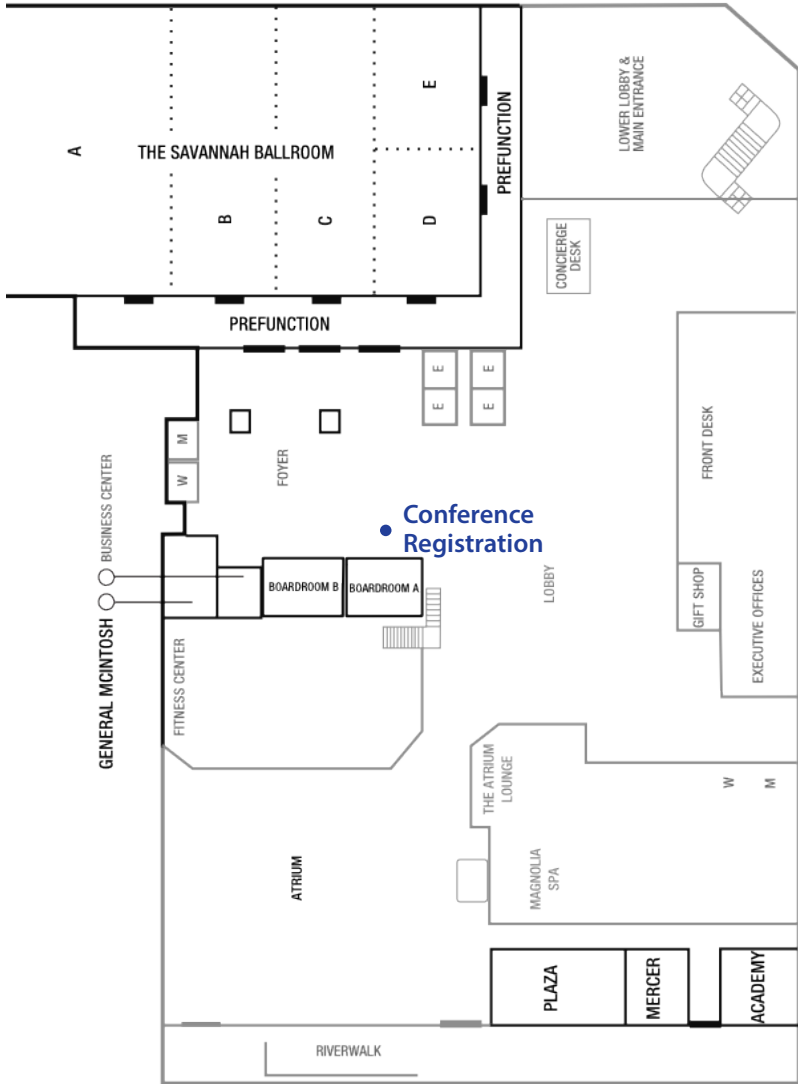 A
THE SAVANNAH BALLROOM
B
C
D
E
PREFUNCTION
PREFUNCTION
LOWER LOBBY &
MAIN ENTRANCE
CONCIERGE
DESK
E
E
E
E
M
W
FOYER
FRONT DESK
BUSINESS CENTER
GENERAL MCINTOSH
Conference
Registration
BOARDROOM B
BOARDROOM A
LOBBY
GIFT SHOP
EXECUTIVE OFFICES
FITNESS CENTER
THE ATRIUM
LOUNGE
W
M
ATRIUM
MAGNOLIA
SPA
PLAZA
MERCER
ACADEMY
RIVERWALK